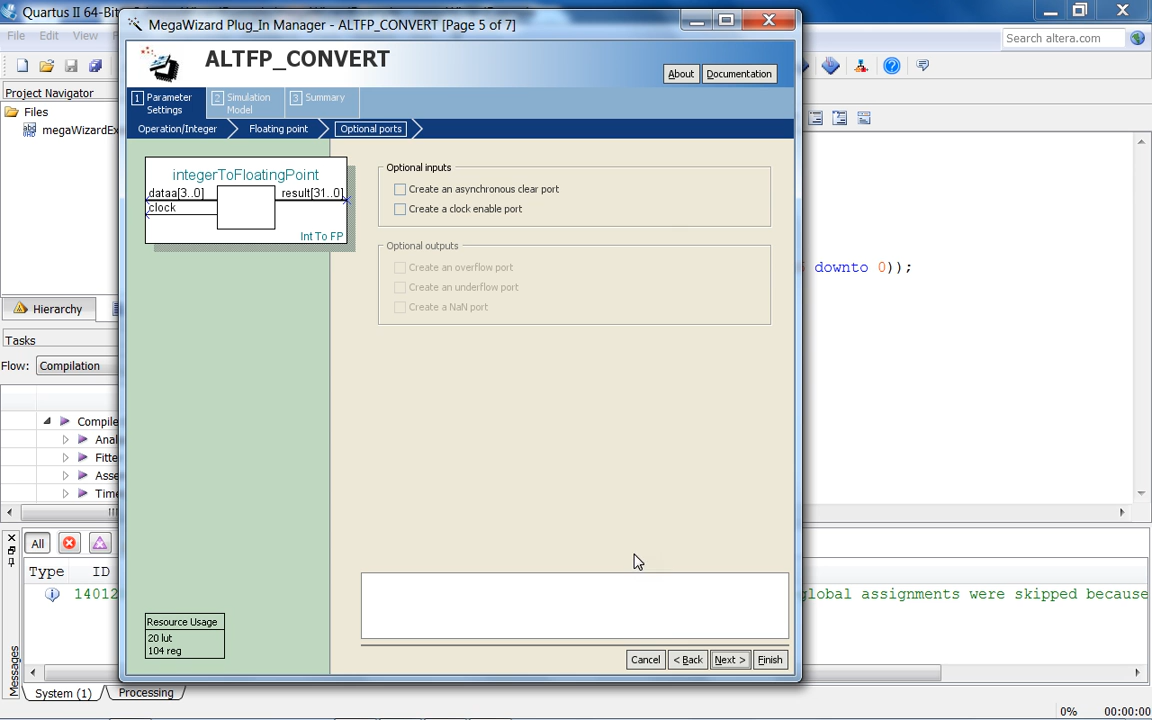 Quartus II 64-Bit
MegaWizard Plug_In Manager - ALTFP_CONVERT [Page 5 of 7]
File Edit View
Search altera.com
ALTFP_CONVERT
About
Documentation
Project Navigator
Files
megaWizardEx
1 Parameter Settings
2 Simulation Model
3 Summary
Operation/Integer
Floating point
Optional ports
integerToFloatingPoint
dataa[3..0]
result[31..0]
clock
Int To FP
Optional inputs
Create an asynchronous clear port
Create a clock enable port
Optional outputs
Create an overflow port
Create an underflow port
Create a NaN port
downto 0));
Hierarchy
Tasks
Flow: Compilation
Compile
Anal
Fitte
Asse
Time
All
Type ID
14012
global assignments were skipped because
Resource Usage
20 lut
104 reg
Cancel
< Back
Next >
Finish
Messages
System (1)
Processing
0% 00:00:00